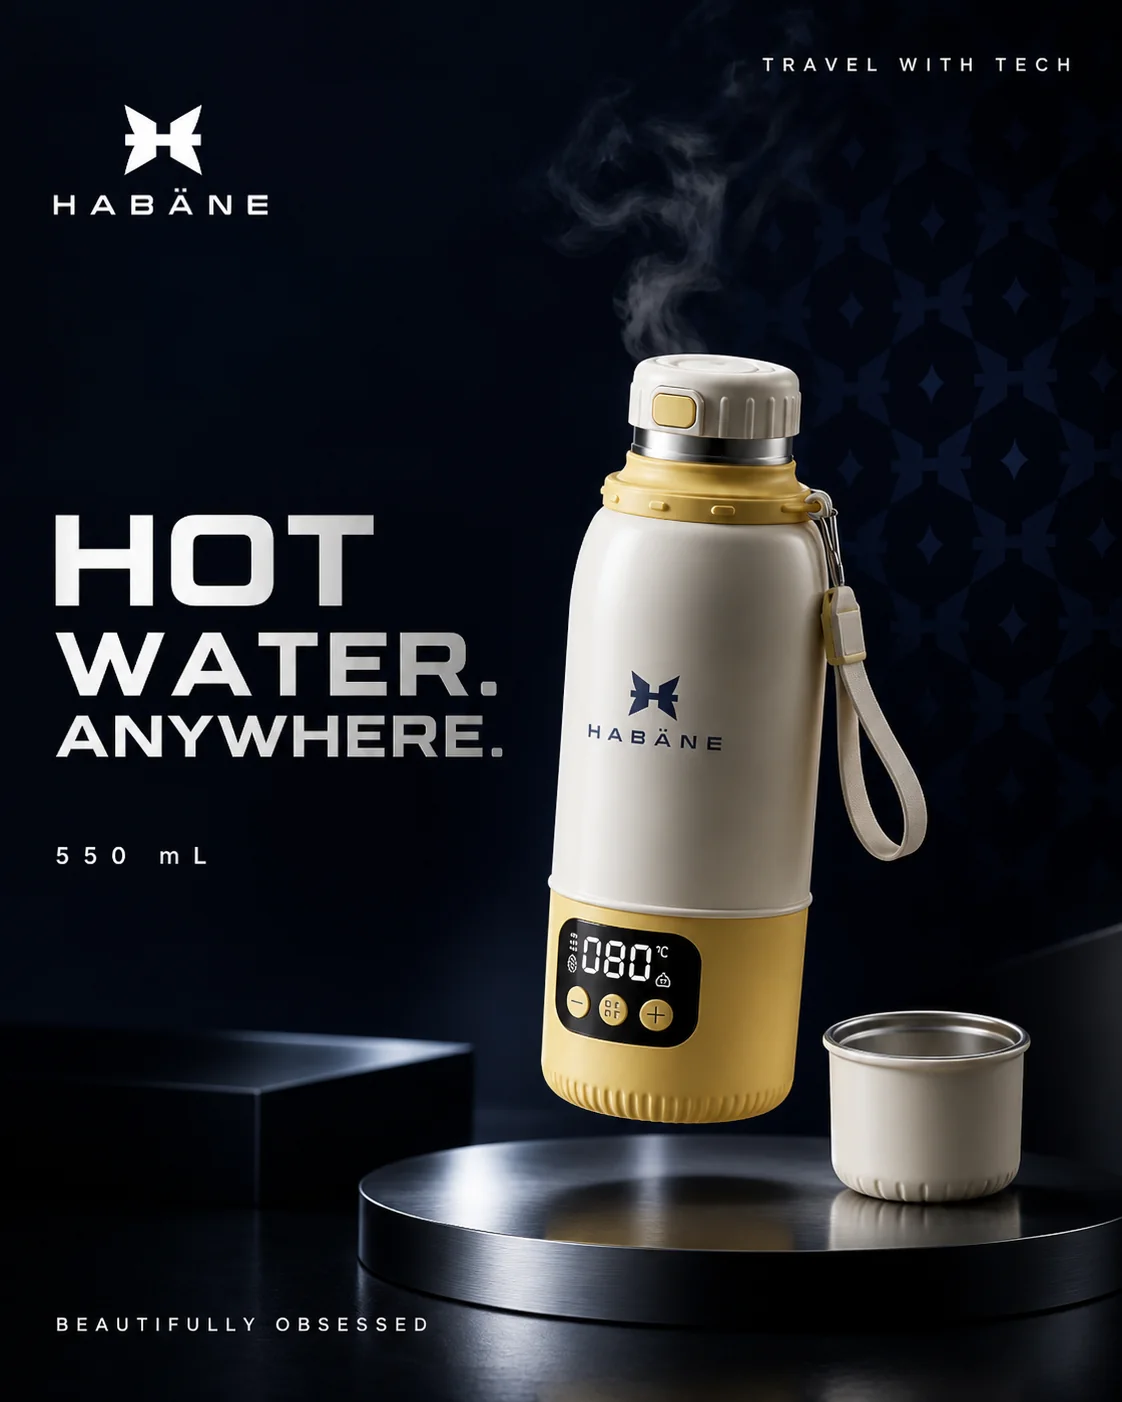 TRAVEL WITH TECH
HABÄNE
HOT
WATER.
ANYWHERE.
550 mL
HABÄNE
080 °C
BEAUTIFULLY OBSESSED